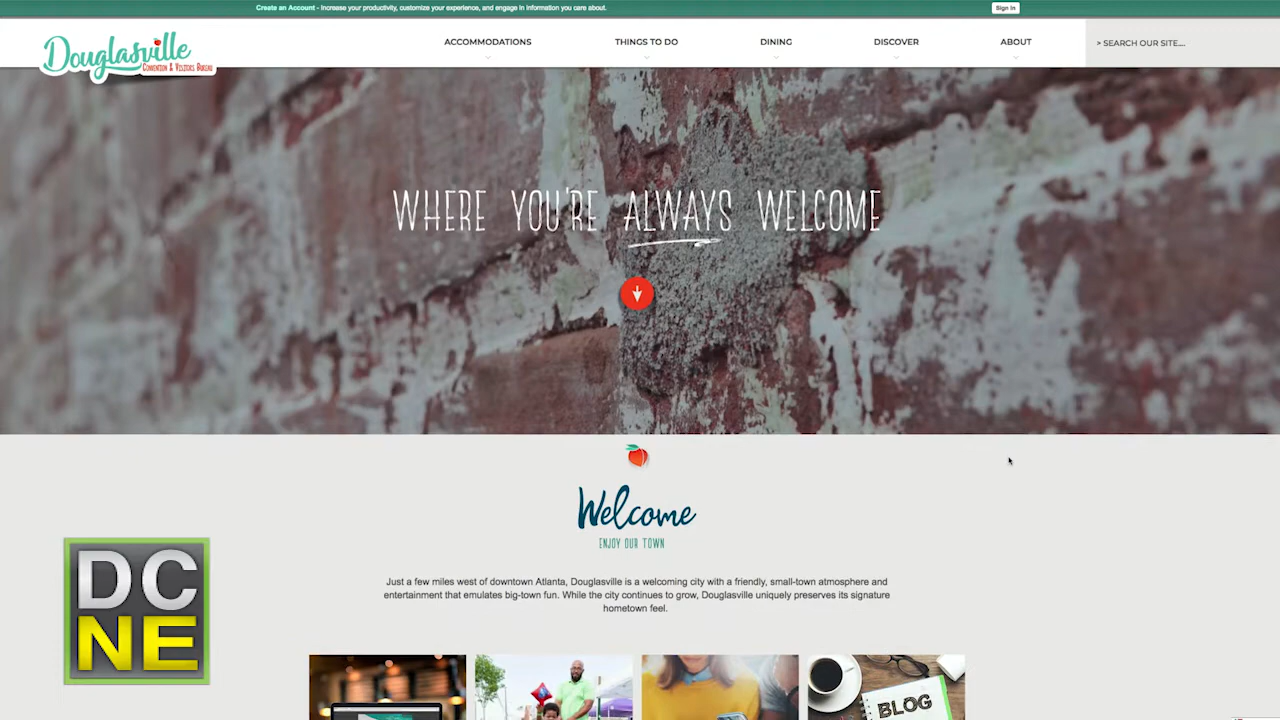 Create an Account - Increase your productivity, customize your experience, and engage in information you care about.
Sign In
Douglasville
Convention & Visitors Bureau
ACCOMMODATIONS
THINGS TO DO
DINING
DISCOVER
ABOUT
> SEARCH OUR SITE....
WHERE YOU'RE ALWAYS WELCOME
Welcome
ENJOY OUR TOWN
Just a few miles west of downtown Atlanta, Douglasville is a welcoming city with a friendly, small-town atmosphere and
entertainment that emulates big-town fun. While the city continues to grow, Douglasville uniquely preserves its signature
hometown feel.
DC
NE
BLOG